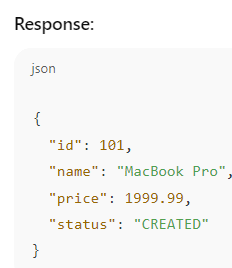 Response:
json
{
  "id": 101,
  "name": "MacBook Pro",
  "price": 1999.99,
  "status": "CREATED"
}